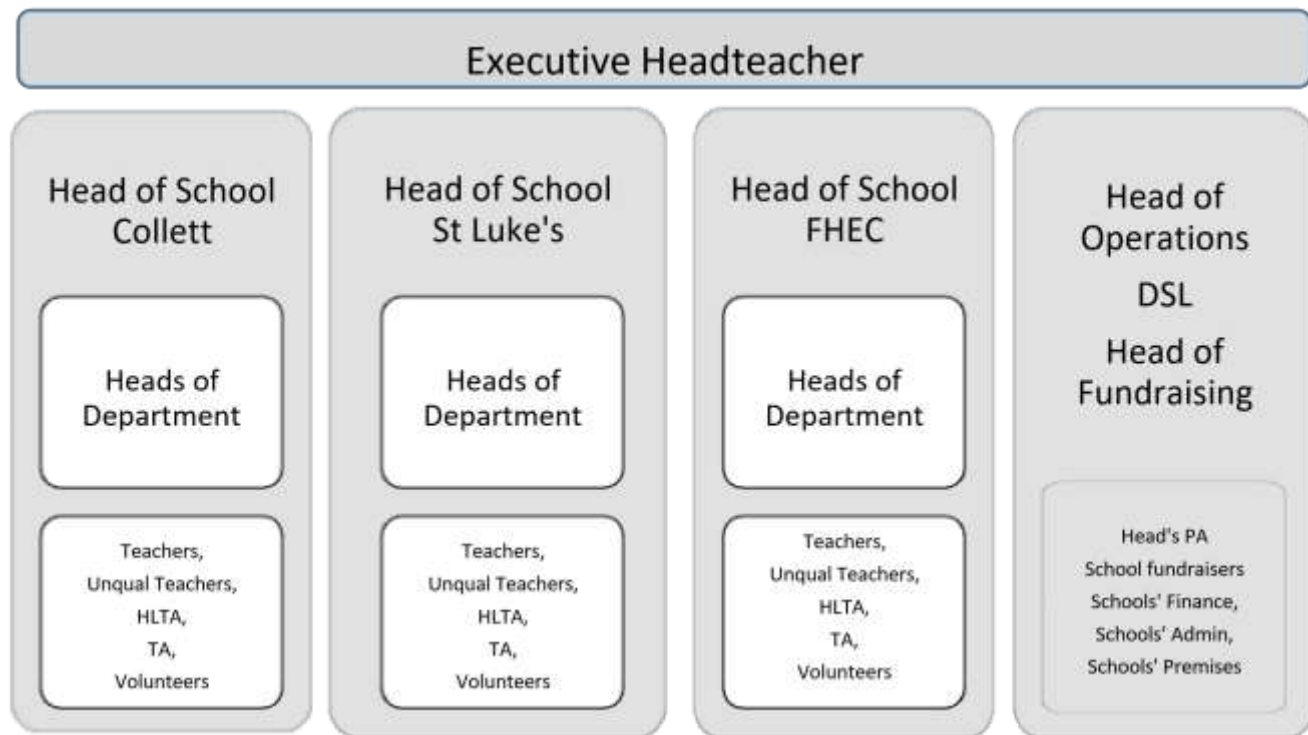 Executive Headteacher
Head of School
Collett
Heads of
Department
Teachers,
Unqual Teachers,
HLTA,
TA,
Volunteers
Head of School
St Luke's
Heads of
Department
Teachers,
Unqual Teachers,
HLTA,
TA,
Volunteers
Head of School
FHEC
Heads of
Department
Teachers,
Unqual Teachers,
HLTA,
TA,
Volunteers
Head of
Operations
DSL
Head of
Fundraising
Head's PA
School fundraisers
Schools' Finance,
Schools' Admin,
Schools' Premises